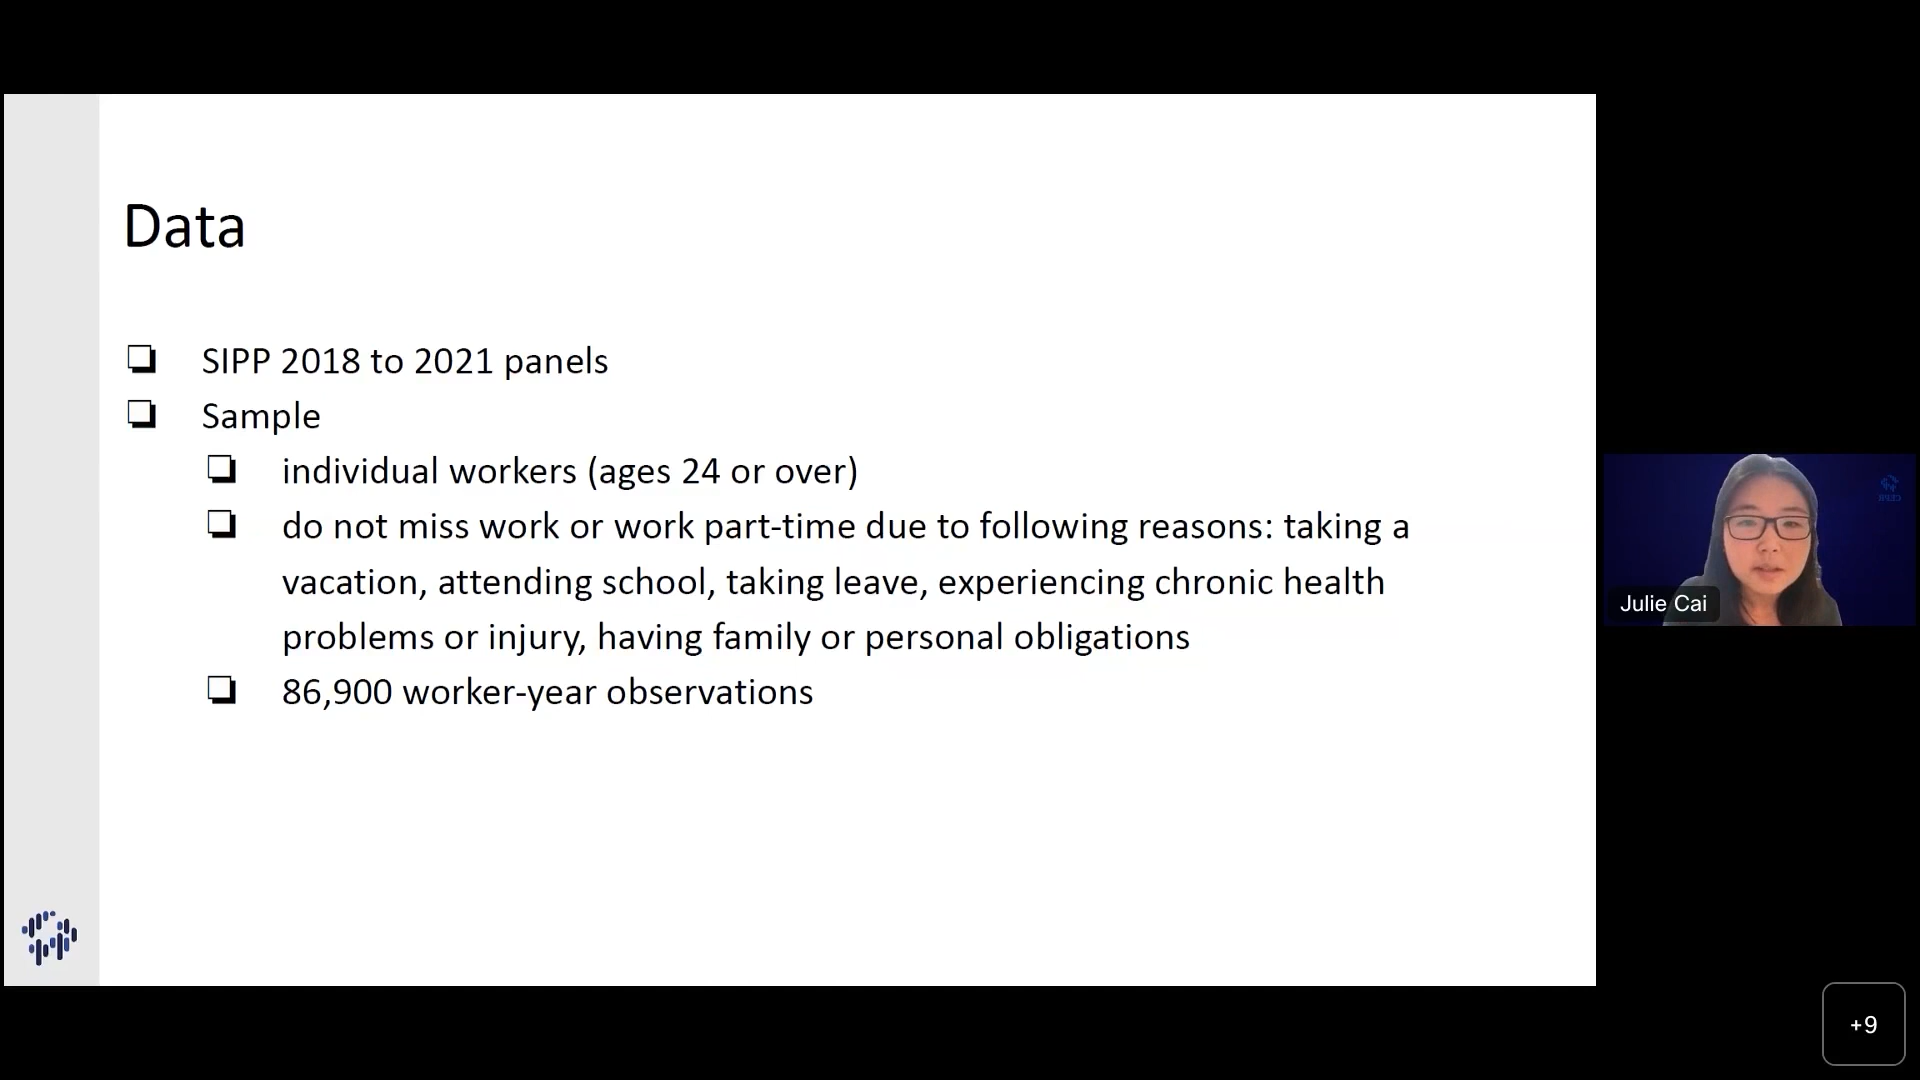 Data
SIPP 2018 to 2021 panels
Sample
individual workers (ages 24 or over)
do not miss work or work part-time due to following reasons: taking a
vacation, attending school, taking leave, experiencing chronic health
problems or injury, having family or personal obligations
86,900 worker-year observations
Julie Cai
+9